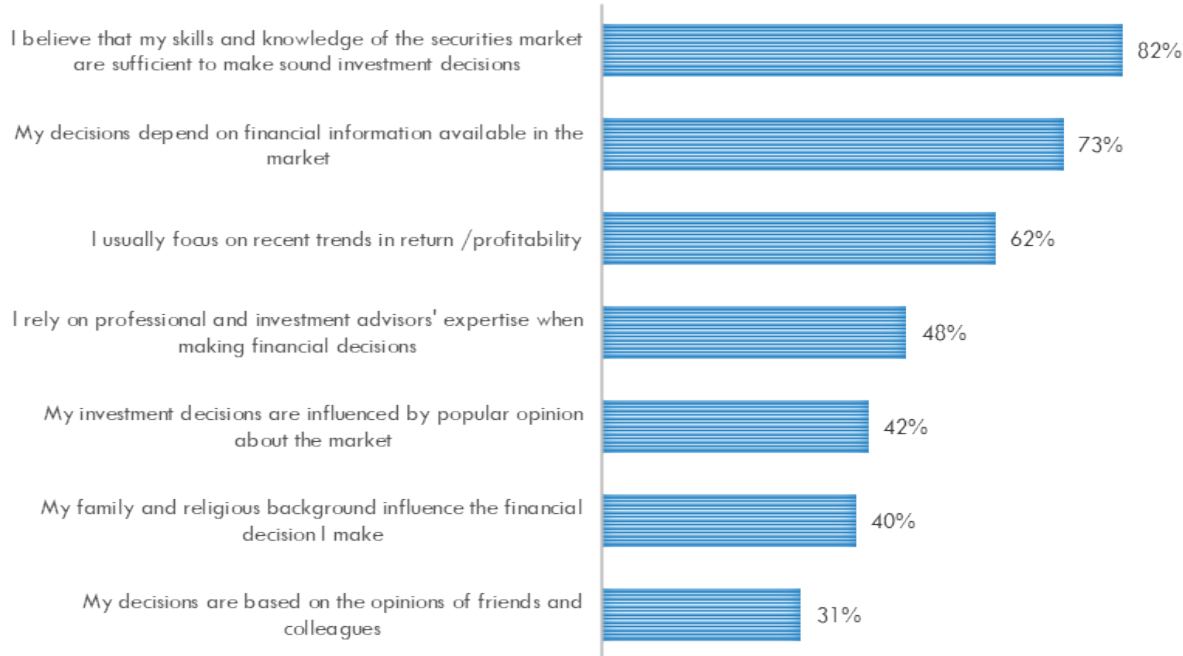 I believe that my skills and knowledge of the securities market
are sufficient to make sound investment decisions
82%
My decisions depend on financial information available in the
market
73%
I usually focus on recent trends in return /profitability
62%
I rely on professional and investment advisors' expertise when
making financial decisions
48%
My investment decisions are influenced by popular opinion
about the market
42%
My family and religious background influence the financial
decision I make
40%
My decisions are based on the opinions of friends and
colleagues
31%